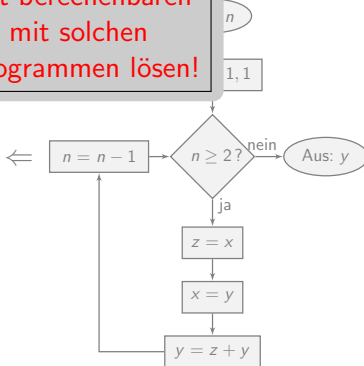 berechenbaren
mit solchen
ogrammen lösen!
n
1, 1
⇐
n = n − 1
n ≥ 2 ?
nein
Aus: y
ja
z = x
x = y
y = z + y